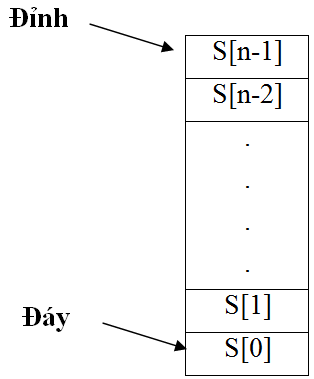 Đỉnh
S[n-1]
S[n-2]
.
.
.
.
S[1]
Đáy
S[0]